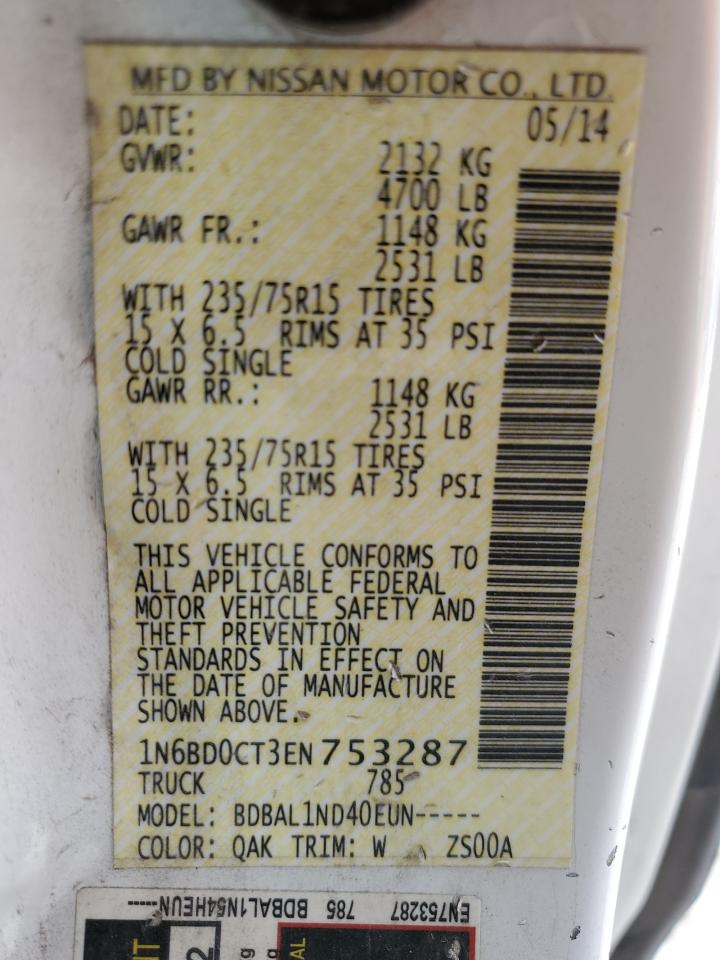 MFD BY NISSAN MOTOR CO., LTD.
DATE: 05/14
GVWR: 2132 KG
4700 LB
GAWR FR.: 1148 KG
2531 LB
WITH 235/75R15 TIRES
15 X 6.5 RIMS AT 35 PSI
COLD SINGLE
GAWR RR.: 1148 KG
2531 LB
WITH 235/75R15 TIRES
15 X 6.5 RIMS AT 35 PSI
COLD SINGLE
THIS VEHICLE CONFORMS TO
ALL APPLICABLE FEDERAL
MOTOR VEHICLE SAFETY AND
THEFT PREVENTION
STANDARDS IN EFFECT ON
THE DATE OF MANUFACTURE
SHOWN ABOVE.
1N6BD0CT3EN753287
TRUCK 785
MODEL: BDBAL1ND40EUN-----
COLOR: QAK TRIM: W ZS00A
EN753287 785 BDBAL1N54HEUN-----